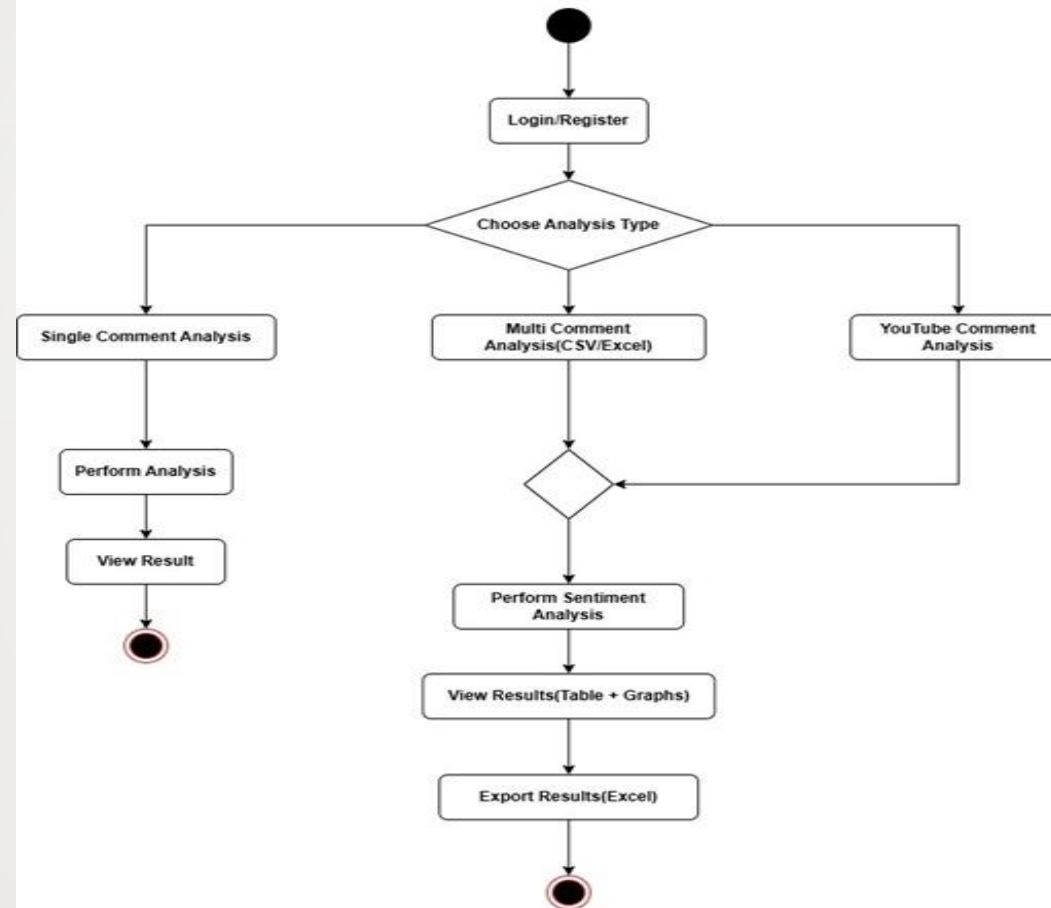 Login/Register
Choose Analysis Type
Single Comment Analysis
Multi Comment
Analysis(CSV/Excel)
YouTube Comment
Analysis
Perform Analysis
View Result
Perform Sentiment
Analysis
View Results(Table + Graphs)
Export Results(Excel)